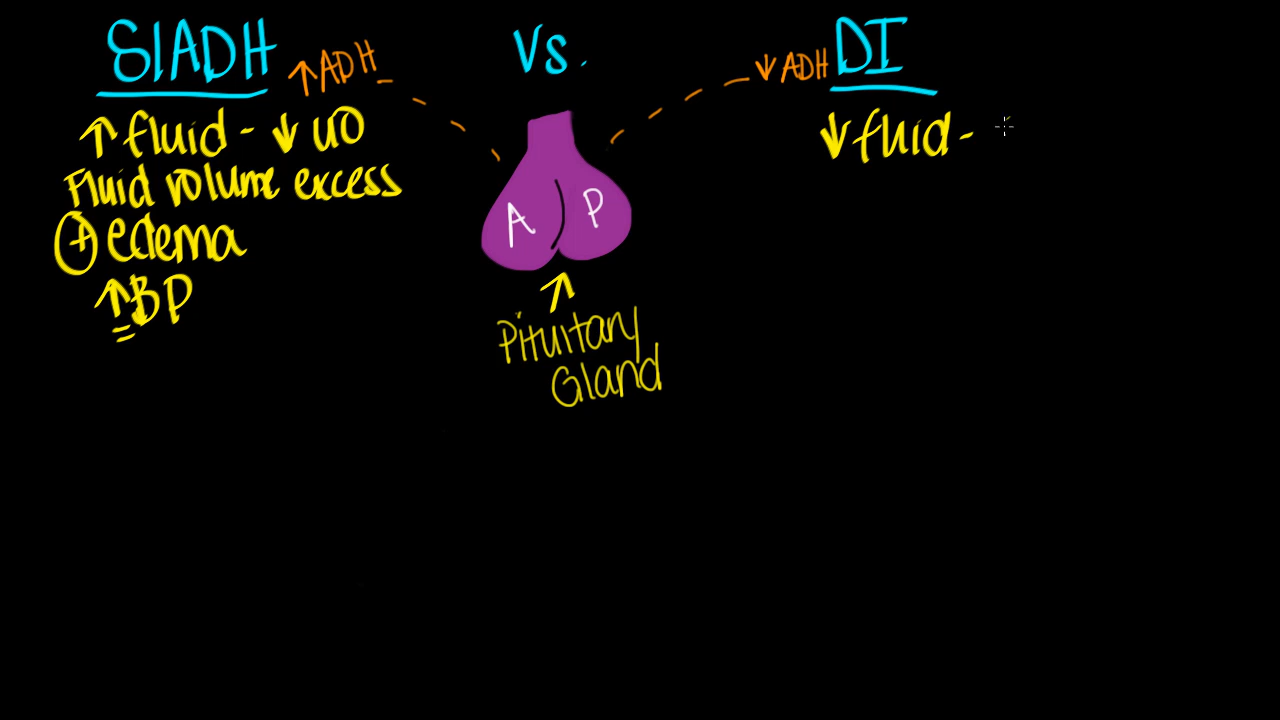 SIADH
↑ADH
Vs.
↓ADH
DI
↑ fluid - ↓ UO
Fluid volume excess
+ edema
↑BP
A
P
↑
Pituitary
Gland
↓ fluid -